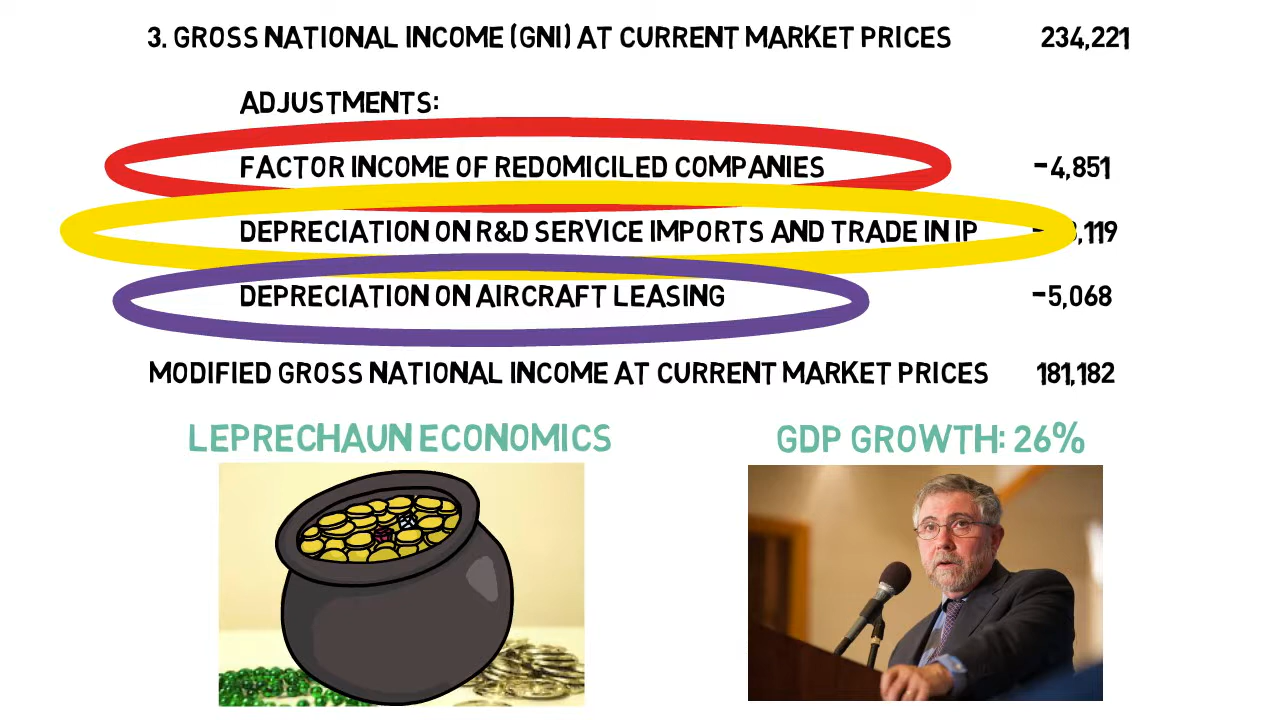 3. GROSS NATIONAL INCOME (GNI) AT CURRENT MARKET PRICES 234,221
ADJUSTMENTS:
FACTOR INCOME OF REDOMICILED COMPANIES -4,851
DEPRECIATION ON R&D SERVICE IMPORTS AND TRADE IN IP
DEPRECIATION ON AIRCRAFT LEASING -5,068
MODIFIED GROSS NATIONAL INCOME AT CURRENT MARKET PRICES 181,182
LEPRECHAUN ECONOMICS GDP GROWTH: 26%